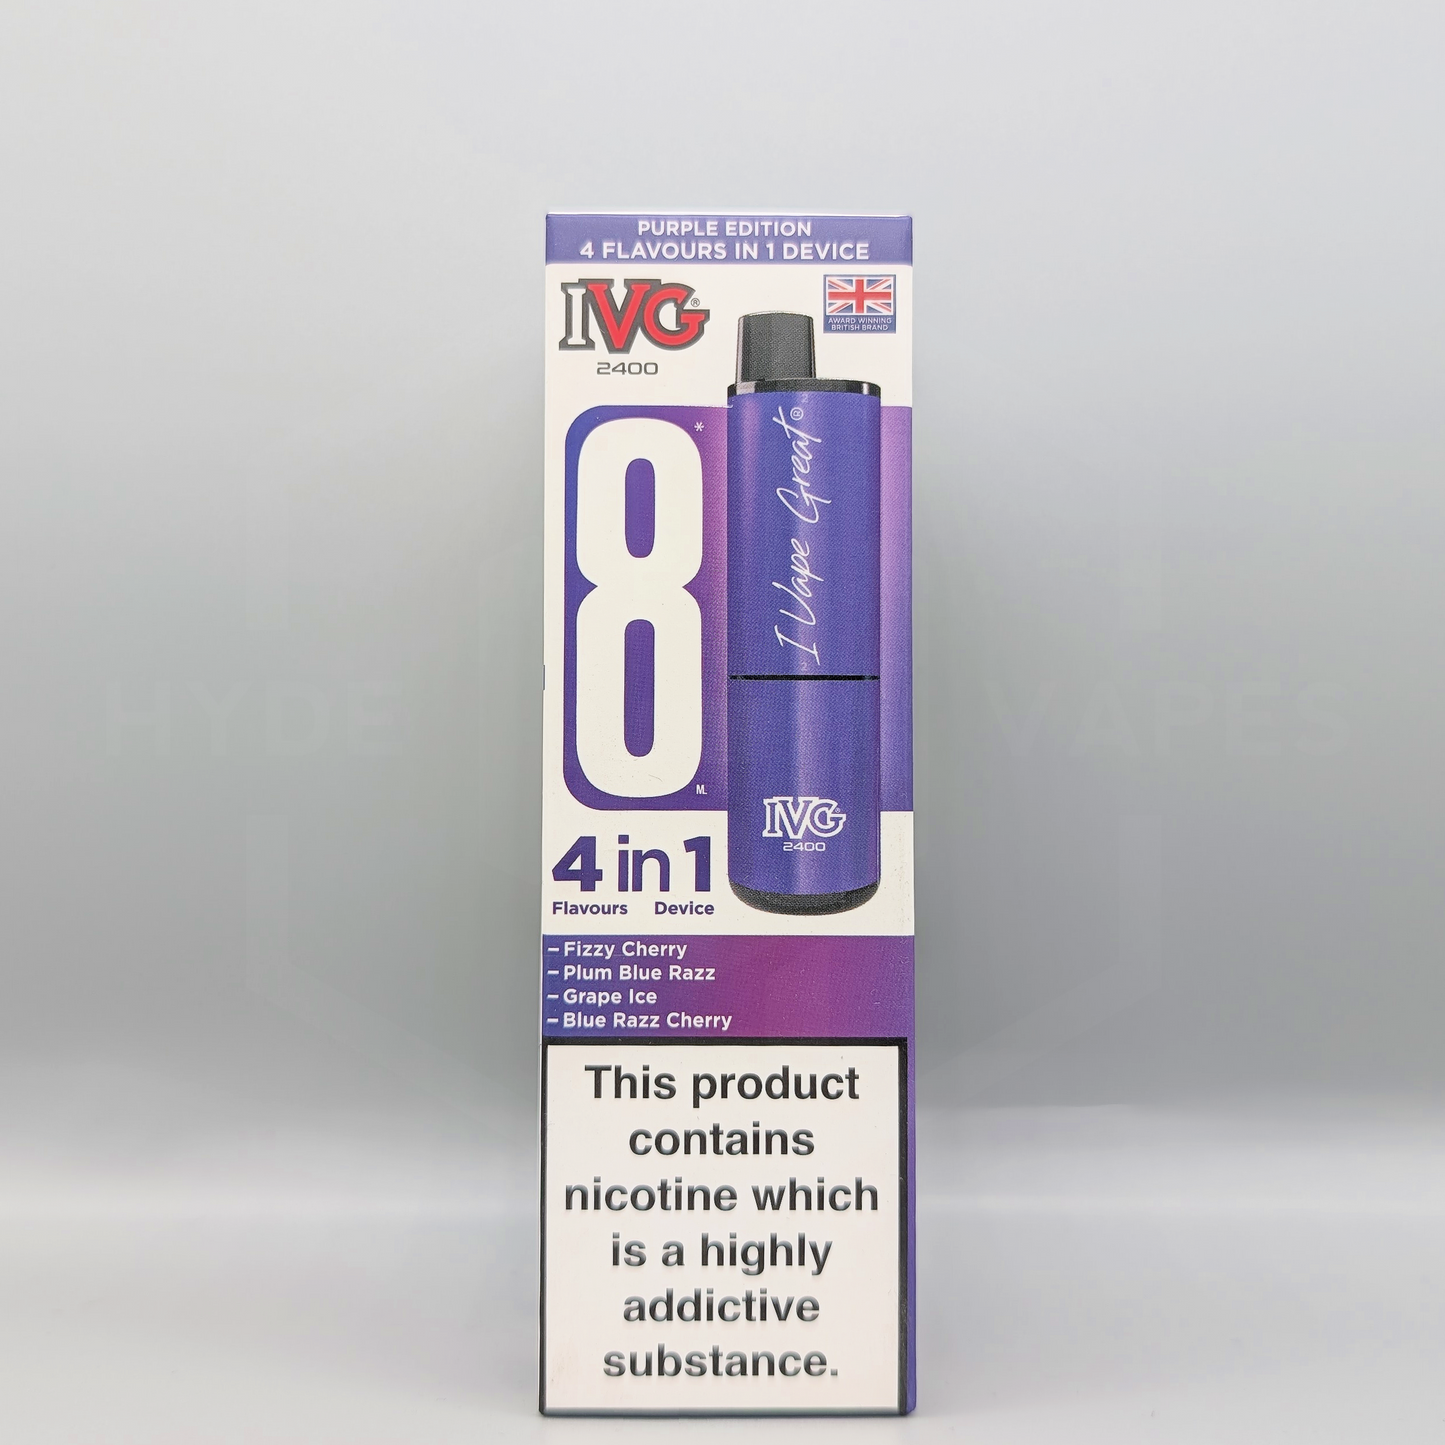 PURPLE EDITION
4 FLAVOURS IN 1 DEVICE
IVG®
2400
AWARD WINNING
BRITISH BRAND
8*
ML
I Vape Great®
IVG
2400
4 in 1
Flavours Device
– Fizzy Cherry
– Plum Blue Razz
– Grape Ice
– Blue Razz Cherry
This product
contains
nicotine which
is a highly
addictive
substance.
HYDE VAPES